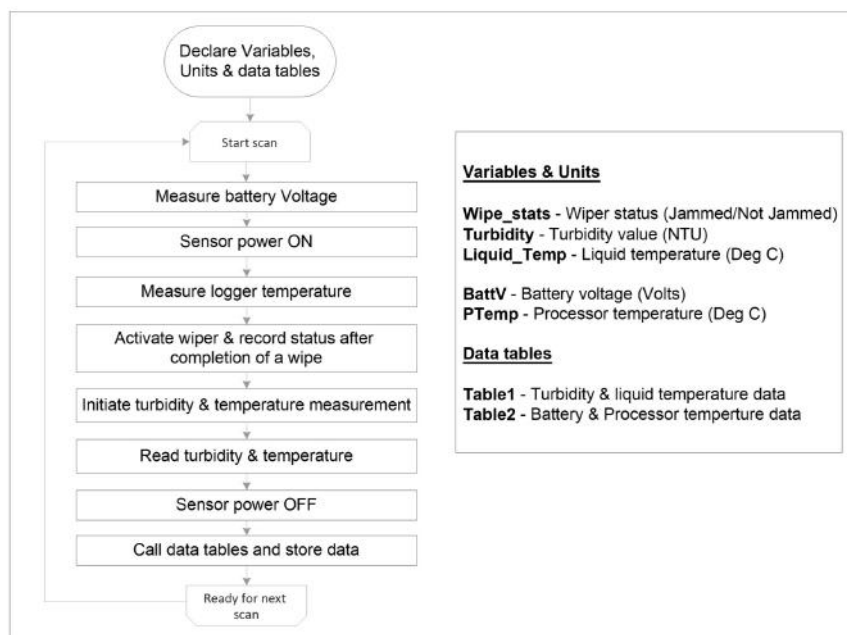 Declare Variables,
Units & data tables
Start scan
Measure battery Voltage
Sensor power ON
Measure logger temperature
Activate wiper & record status after
completion of a wipe
Initiate turbidity & temperature measurement
Read turbidity & temperature
Sensor power OFF
Call data tables and store data
Ready for next
scan
Variables & Units
Wipe_stats - Wiper status (Jammed/Not Jammed)
Turbidity - Turbidity value (NTU)
Liquid_Temp - Liquid temperature (Deg C)
BattV - Battery voltage (Volts)
PTemp - Processor temperature (Deg C)
Data tables
Table1 - Turbidity & liquid temperature data
Table2 - Battery & Processor temperture data